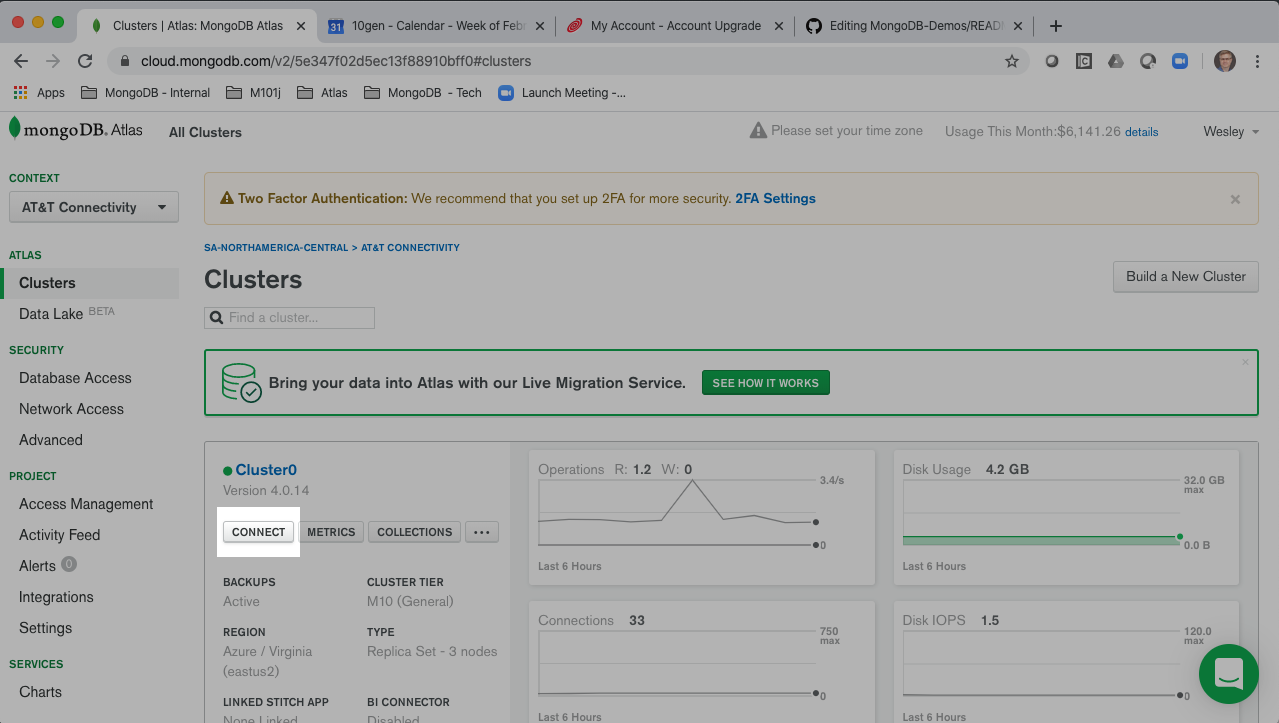 Clusters | Atlas: MongoDB Atlas
31 10gen - Calendar - Week of Febr
My Account - Account Upgrade
Editing MongoDB-Demos/READM
cloud.mongodb.com/v2/5e347f02d5ec13f88910bff0#clusters
Apps MongoDB - Internal M101j Atlas MongoDB - Tech Launch Meeting -...
mongoDB. Atlas All Clusters Please set your time zone Usage This Month:$6,141.26 details Wesley
CONTEXT
AT&T Connectivity
ATLAS
Clusters
Data Lake BETA
SECURITY
Database Access
Network Access
Advanced
PROJECT
Access Management
Activity Feed
Alerts 0
Integrations
Settings
SERVICES
Charts
Two Factor Authentication: We recommend that you set up 2FA for more security. 2FA Settings
SA-NORTHAMERICA-CENTRAL > AT&T CONNECTIVITY
Clusters
Build a New Cluster
Find a cluster...
Bring your data into Atlas with our Live Migration Service. SEE HOW IT WORKS
Cluster0
Version 4.0.14
CONNECT METRICS COLLECTIONS ...
BACKUPS
Active
CLUSTER TIER
M10 (General)
REGION
Azure / Virginia
(eastus2)
TYPE
Replica Set - 3 nodes
LINKED STITCH APP
None Linked
BI CONNECTOR
Disabled
Operations R: 1.2 W: 0
3.4/s
0
Last 6 Hours
Disk Usage 4.2 GB
32.0 GB
max
0.0 B
Last 6 Hours
Connections 33
750
max
0
Last 6 Hours
Disk IOPS 1.5
120.0
max
0
Last 6 Hours